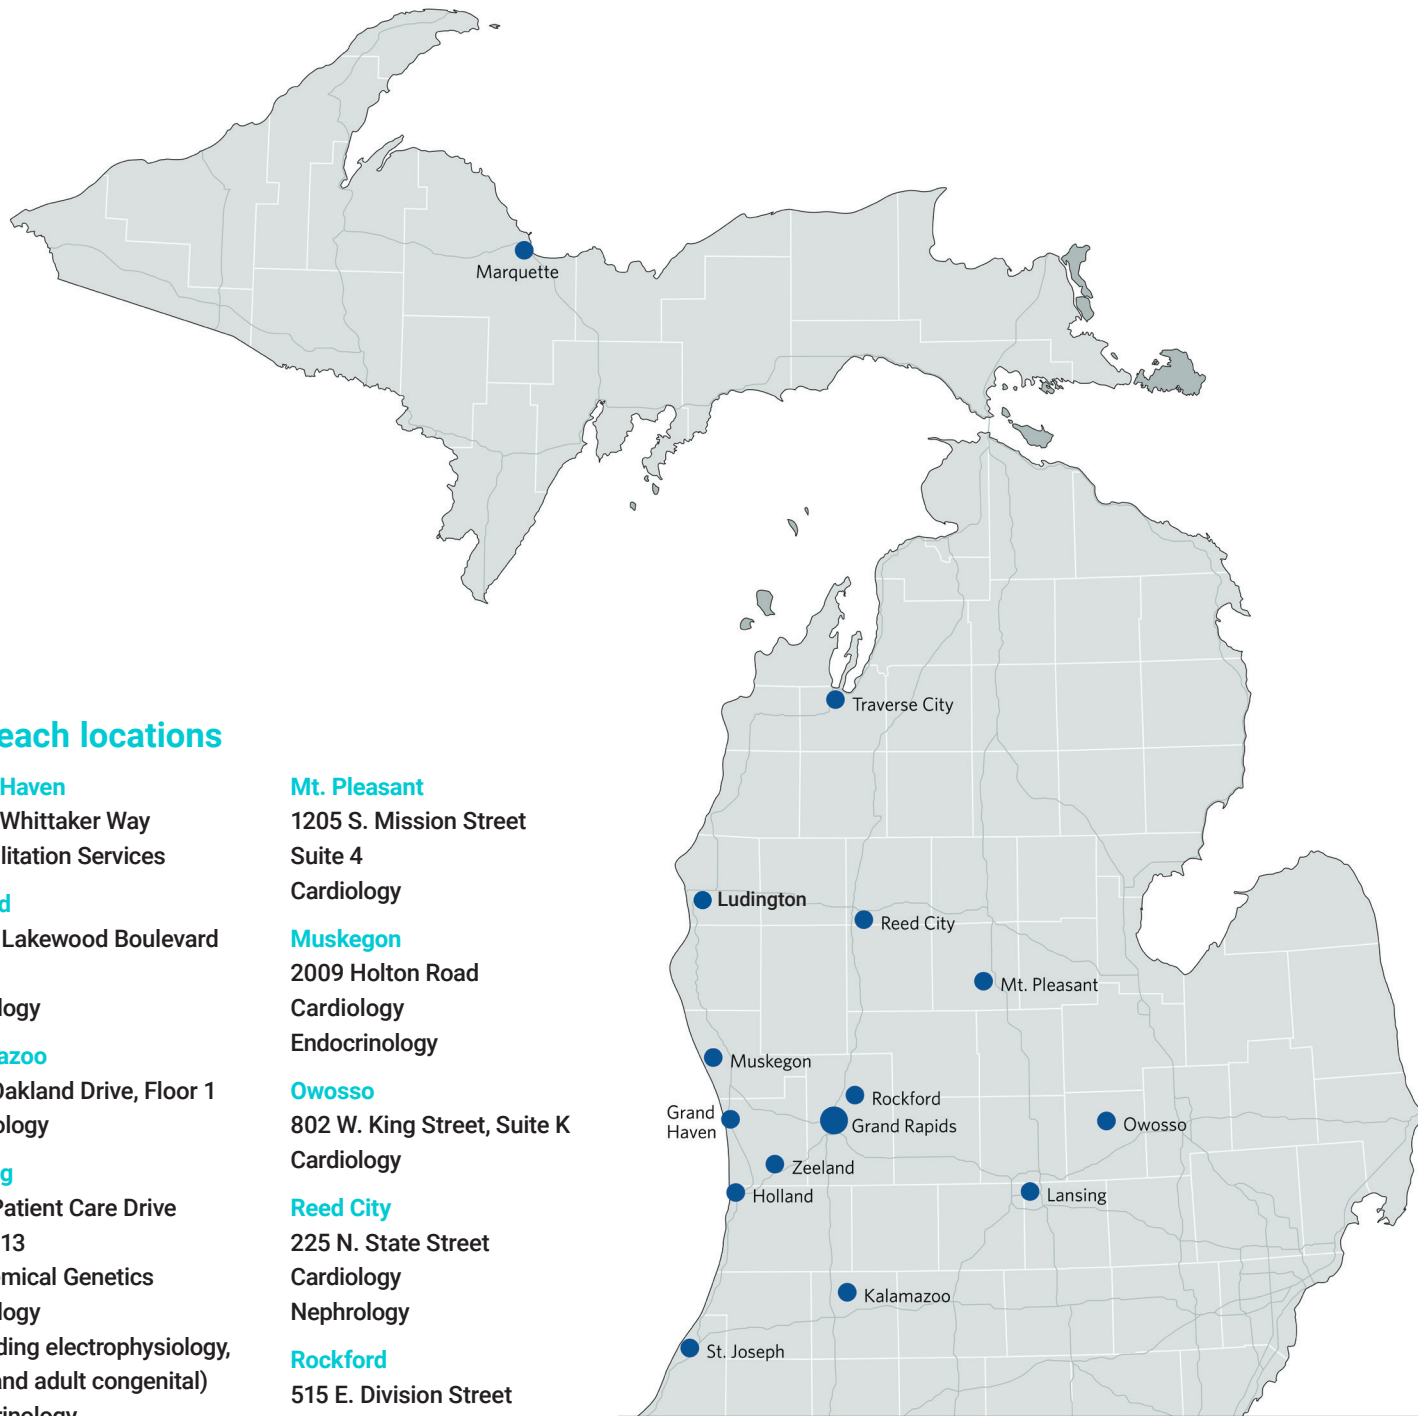 each locations
Haven
Whittaker Way
litation Services
d
Lakewood Boulevard
logy
azoo
Oakland Drive, Floor 1
ology
g
Patient Care Drive
13
mical Genetics
logy
ding electrophysiology,
and adult congenital)
Mt. Pleasant
1205 S. Mission Street
Suite 4
Cardiology
Muskegon
2009 Holton Road
Cardiology
Endocrinology
Owosso
802 W. King Street, Suite K
Cardiology
Reed City
225 N. State Street
Cardiology
Nephrology
Rockford
515 E. Division Street
Marquette
Traverse City
Ludington
Reed City
Mt. Pleasant
Muskegon
Rockford
Grand
Haven
Grand Rapids
Owosso
Zeeland
Holland
Lansing
Kalamazoo
St. Joseph